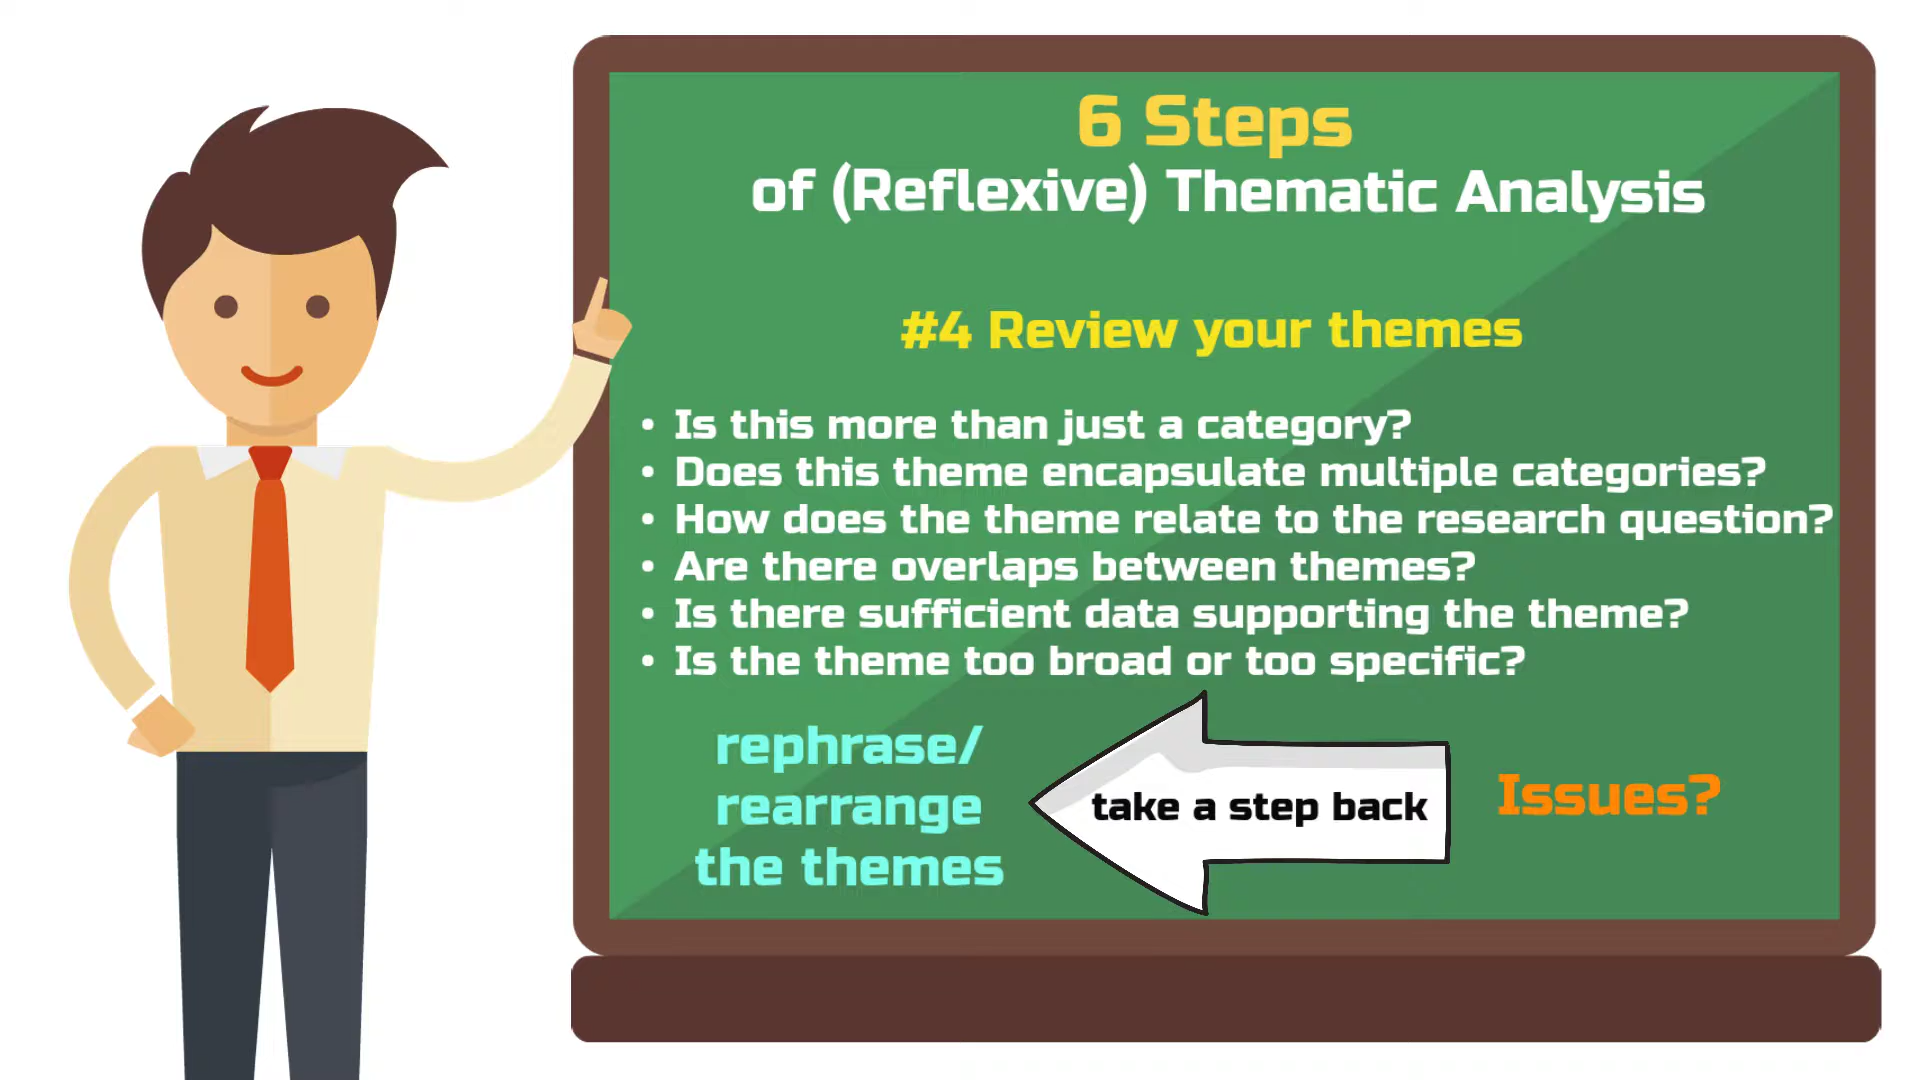 6 Steps
of (Reflexive) Thematic Analysis
#4 Review your themes
• Is this more than just a category?
• Does this theme encapsulate multiple categories?
• How does the theme relate to the research question?
• Are there overlaps between themes?
• Is there sufficient data supporting the theme?
• Is the theme too broad or too specific?
rephrase/
rearrange
the themes
take a step back
Issues?